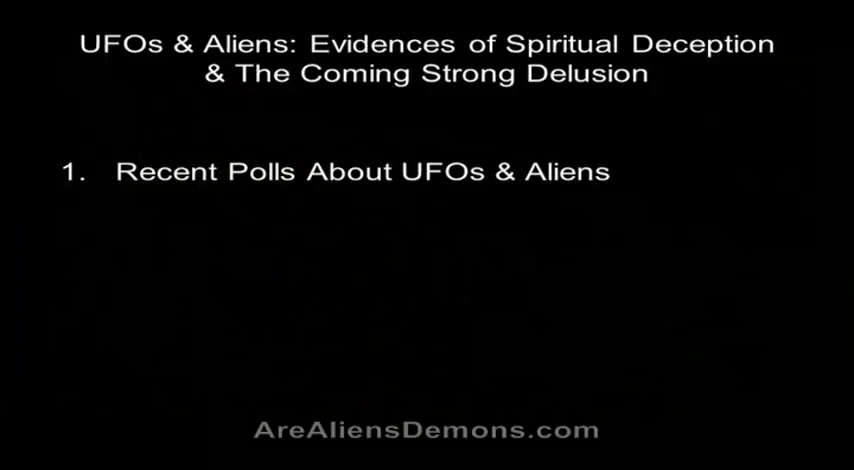 UFOs & Aliens: Evidences of Spiritual Deception
& The Coming Strong Delusion
1. Recent Polls About UFOs & Aliens
AreAliensDemons.com